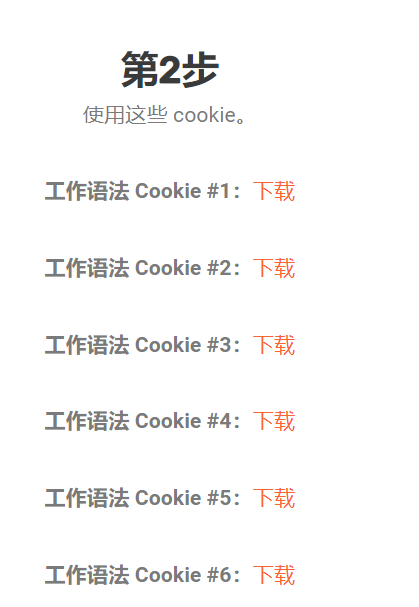 第2步
使用这些 cookie。
工作语法 Cookie #1：下载
工作语法 Cookie #2：下载
工作语法 Cookie #3：下载
工作语法 Cookie #4：下载
工作语法 Cookie #5：下载
工作语法 Cookie #6：下载